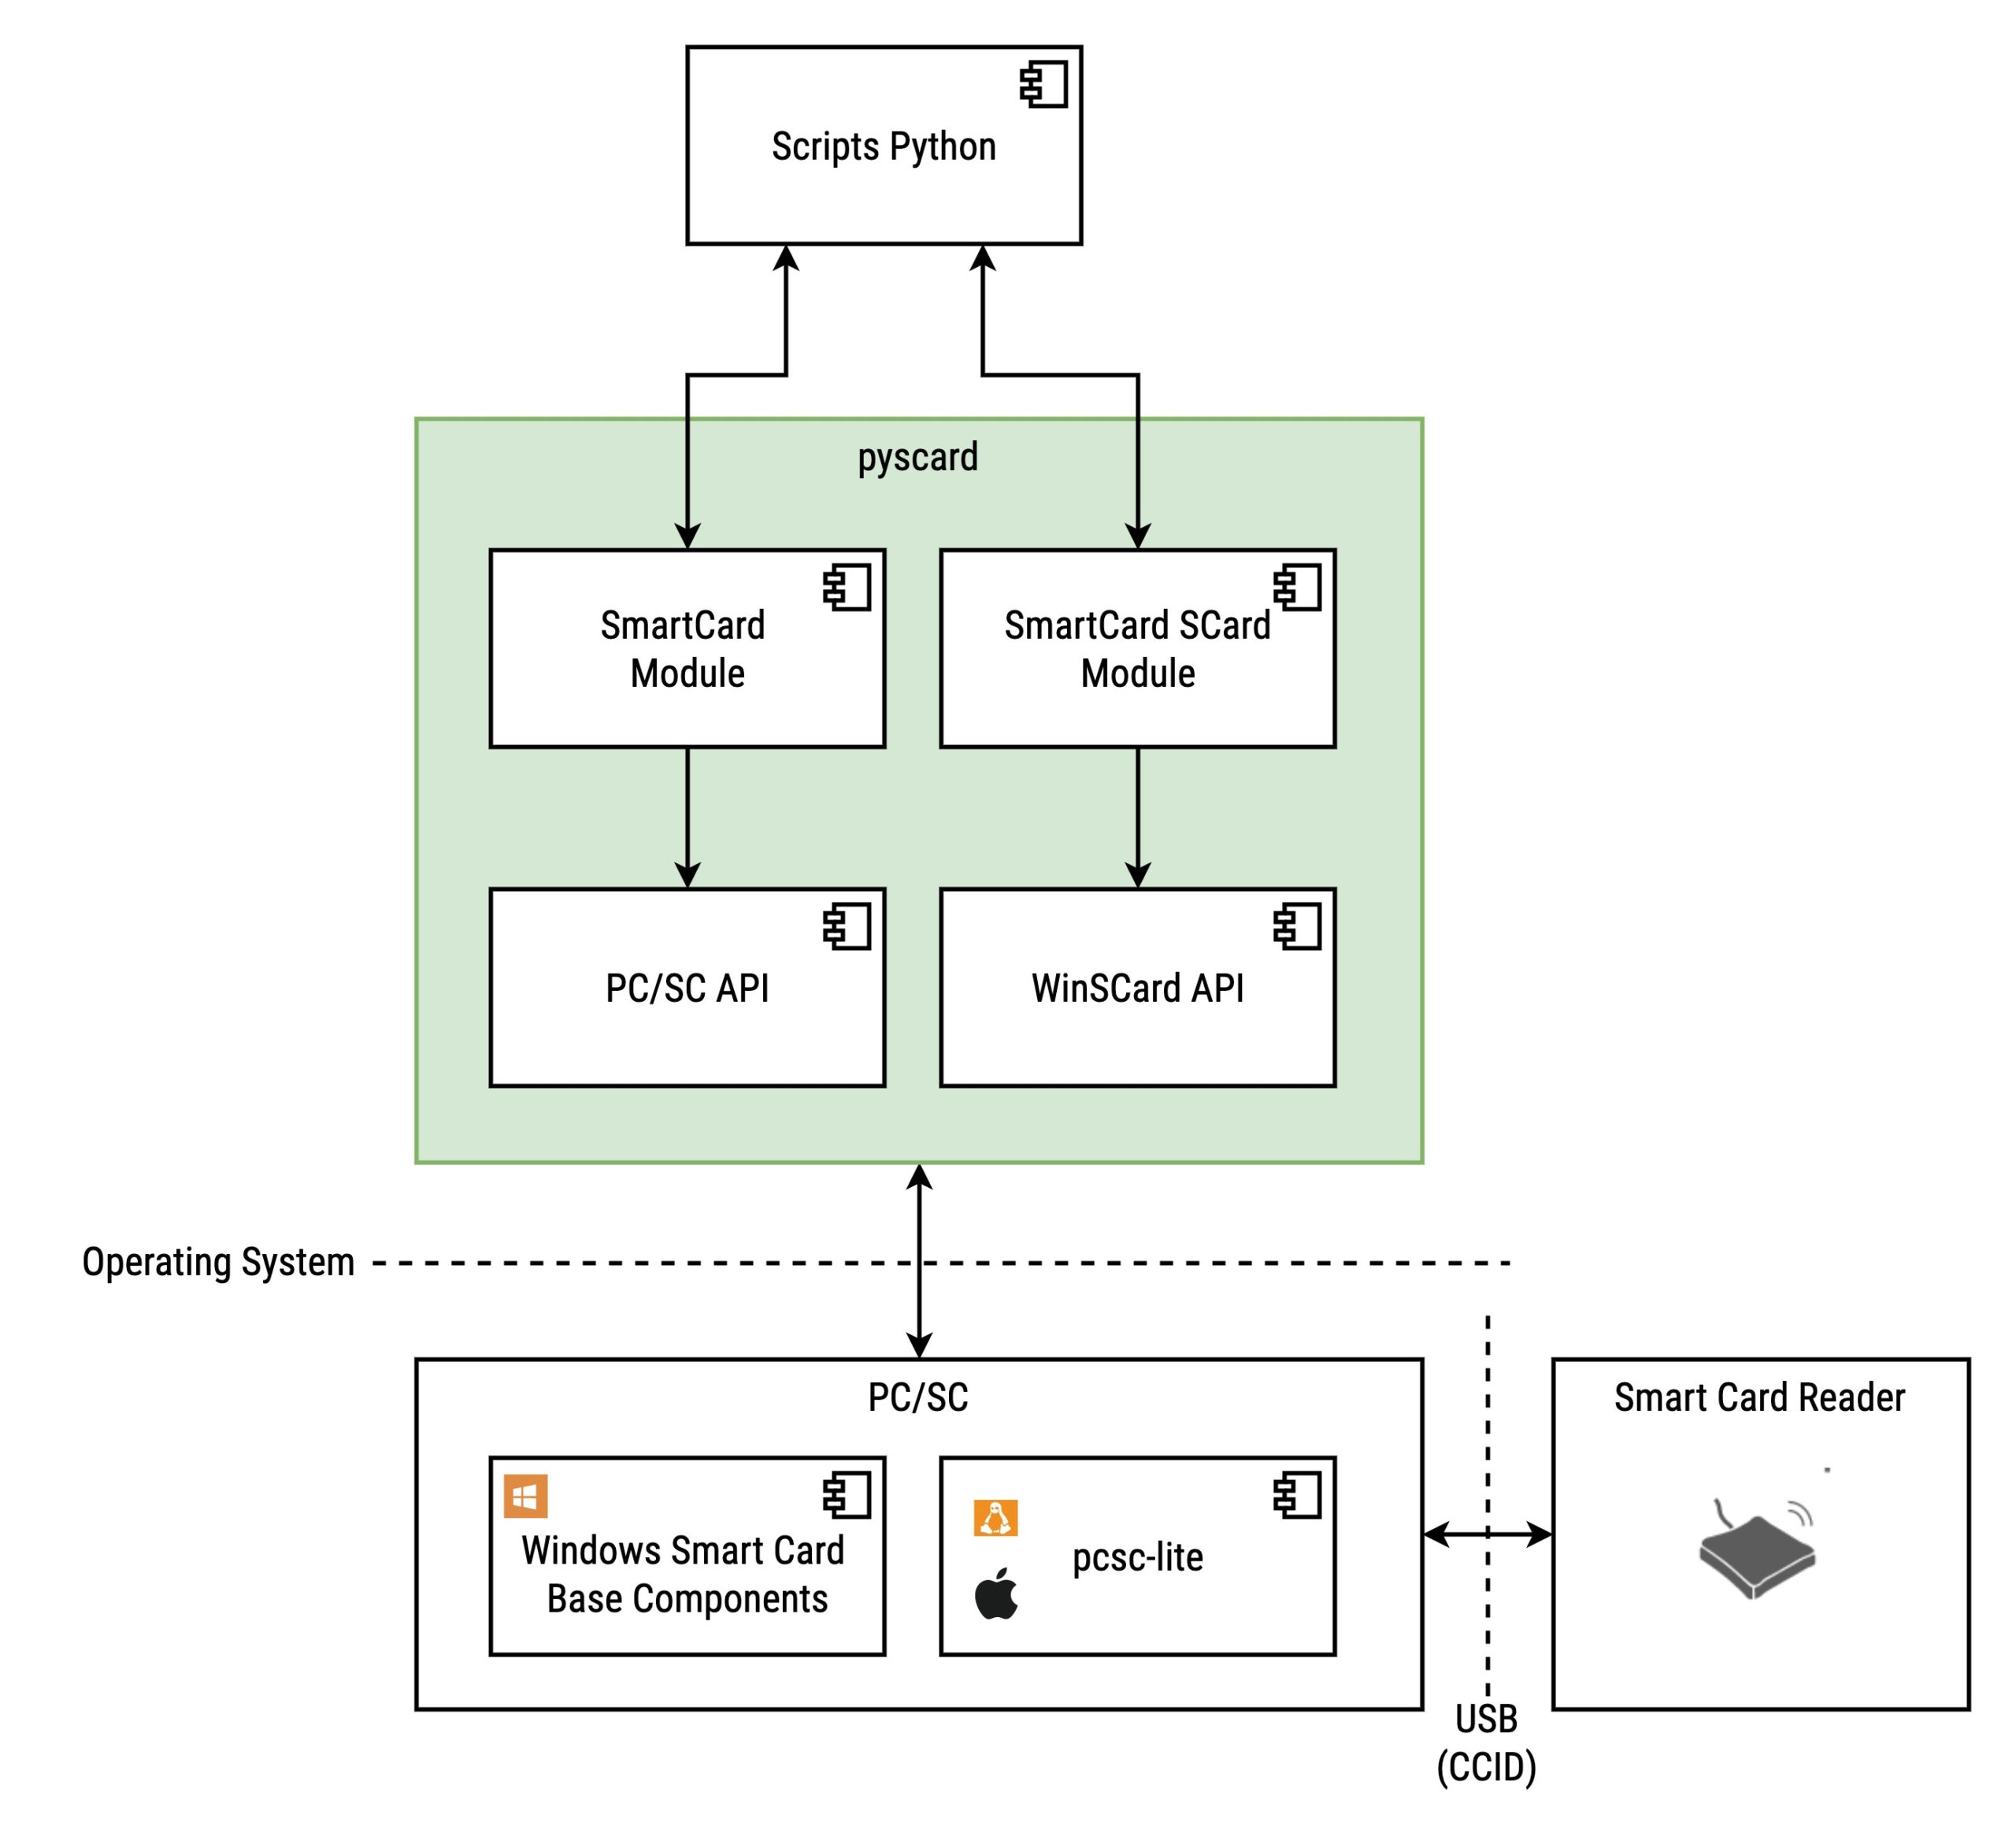 Scripts Python
pyscard
SmartCard
Module
SmartCard SCard
Module
PC/SC API
WinSCard API
Operating System
PC/SC
Windows Smart Card
Base Components
pcsc-lite
Smart Card Reader
USB
(CCID)